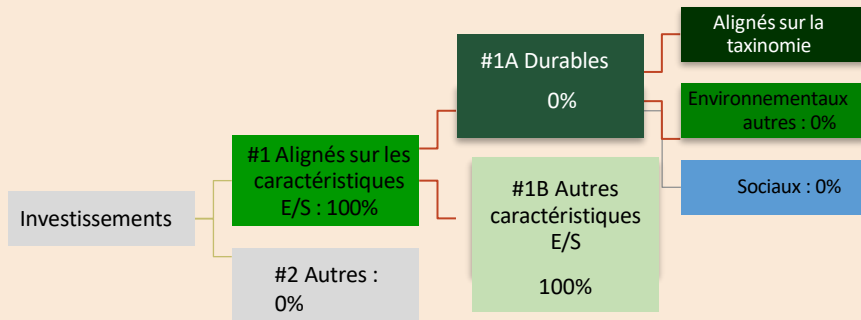 Investissements
#1 Alignés sur les
caractéristiques
E/S : 100%
#2 Autres :
0%
#1A Durables
0%
#1B Autres
caractéristiques
E/S
100%
Alignés sur la
taxinomie
Environnementaux
autres : 0%
Sociaux : 0%